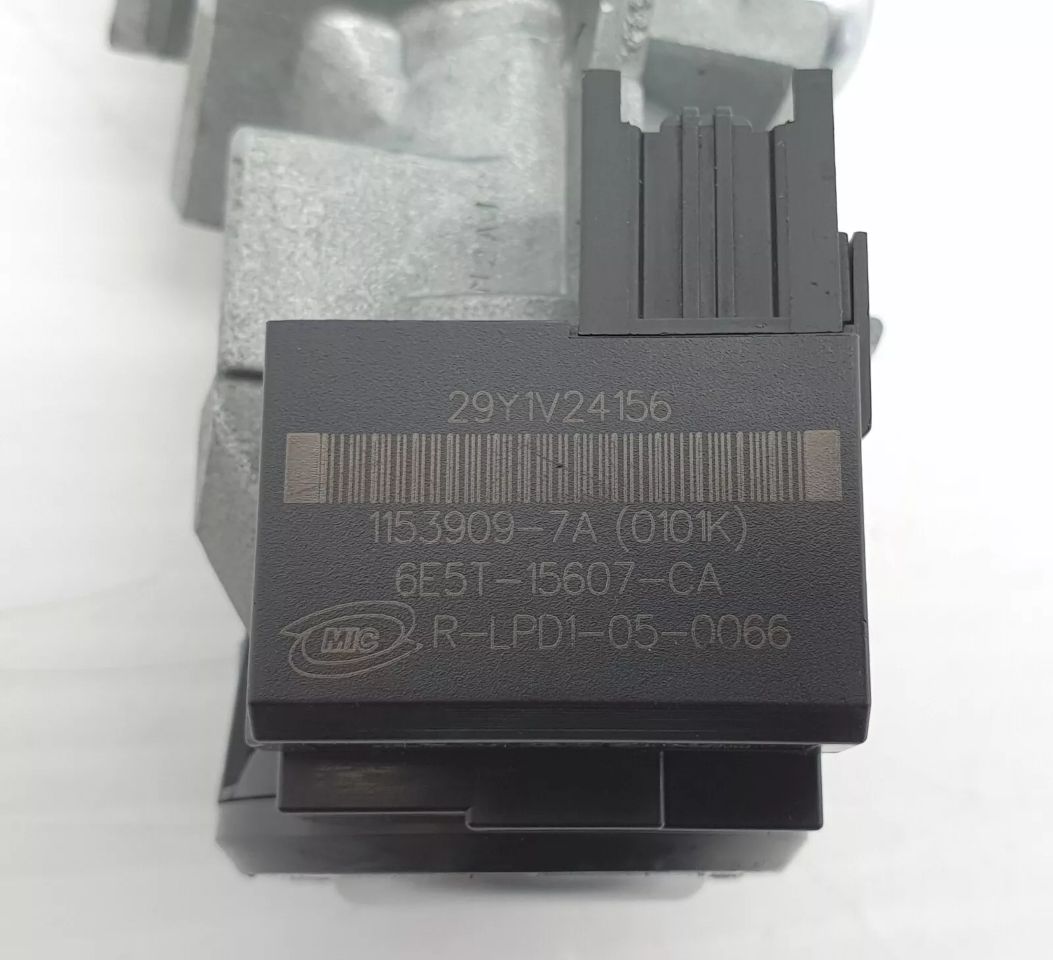 29Y1V24156
1153909-7A (0101K)
6E5T-15607-CA
MIC R-LPD1-05-0066